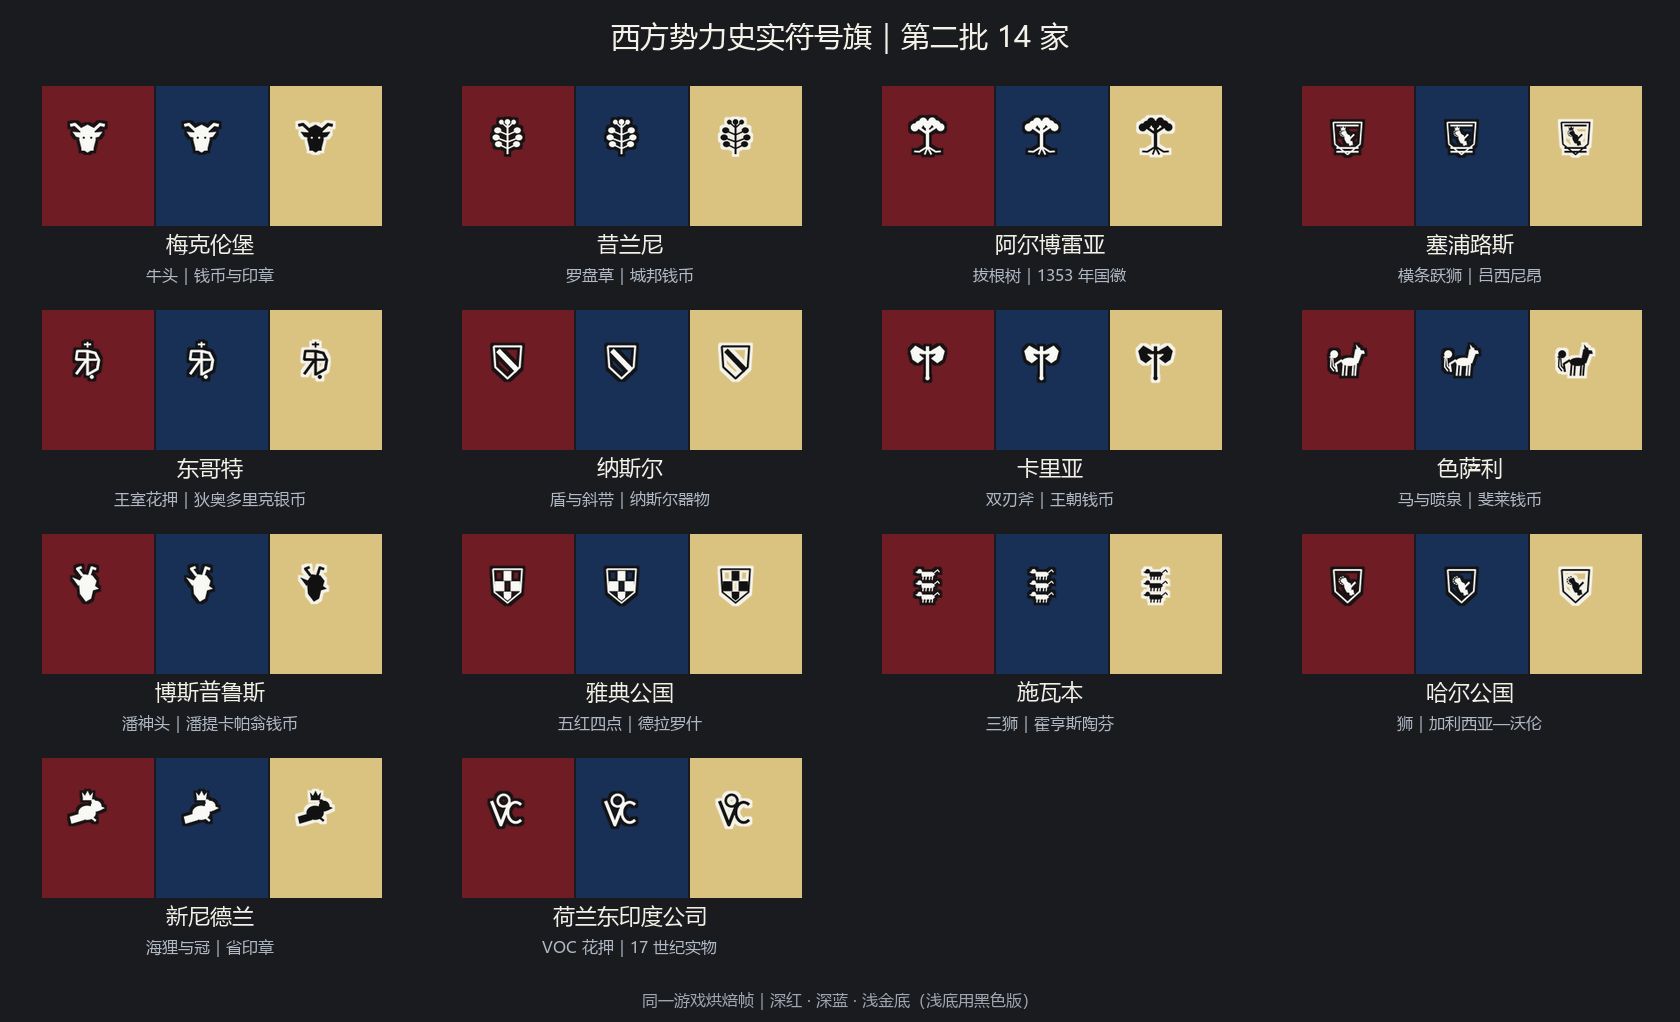 西方势力史实符号旗 | 第二批 14 家
梅克伦堡
牛头 | 钱币与印章
昔兰尼
罗盘草 | 城邦钱币
阿尔博雷亚
拔根树 | 1353 年国徽
塞浦路斯
横条跃狮 | 吕西尼昂
东哥特
王室花押 | 狄奥多里克银币
纳斯尔
盾与斜带 | 纳斯尔器物
卡里亚
双刃斧 | 王朝钱币
色萨利
马与喷泉 | 斐莱钱币
博斯普鲁斯
潘神头 | 潘提卡帕翁钱币
雅典公国
五红四点 | 德拉罗什
施瓦本
三狮 | 霍亨斯陶芬
哈尔公国
狮 | 加利西亚—沃伦
新尼德兰
海狸与冠 | 省印章
荷兰东印度公司
VOC 花押 | 17 世纪实物
同一游戏烘焙帧 | 深红 · 深蓝 · 浅金底（浅底用黑色版）